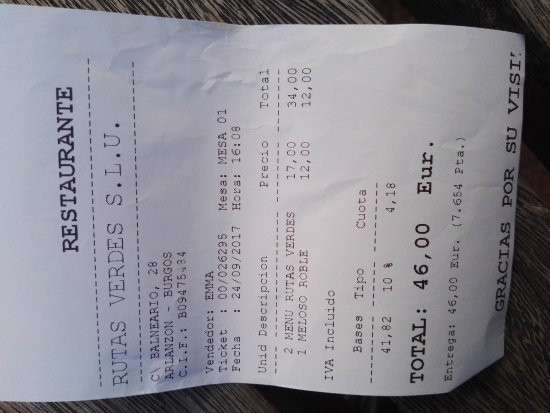 RESTAURANTE
RUTAS VERDES S.L.U.
C\ BALNEARIO, 28
ARLANZON - BURGOS
C.I.F.: B09475484
Vendedor: EMMA
Ticket : 00/026295 Mesa: MESA 01
Fecha : 24/09/2017 Hora: 16:08
Unid Descripcion Precio Total
2 MENU RUTAS VERDES 17,00 34,00
1 MELOSO ROBLE 12,00 12,00
IVA Incluido
Bases Tipo Cuota
41,82 10 % 4,18
TOTAL: 46,00 Eur.
Entrega: 46,00 Eur. (7.654 Pta.)
GRACIAS POR SU VISI